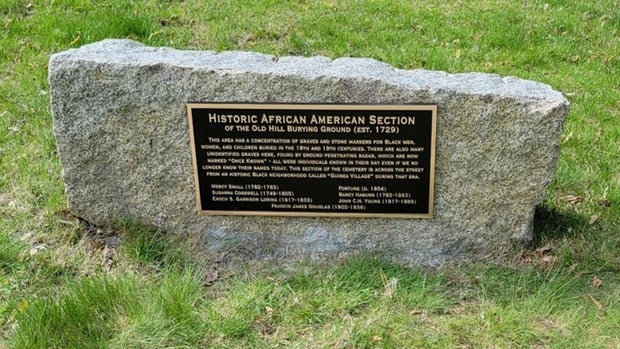 HISTORIC AFRICAN AMERICAN SECTION
OF THE OLD HILL BURYING GROUND (EST. 1729)
THIS AREA HAS A CONCENTRATION OF GRAVES AND STONE MARKERS FOR BLACK MEN,
WOMEN, AND CHILDREN BURIED IN THE 18TH AND 19TH CENTURIES. THERE ARE ALSO MANY
UNIDENTIFIED GRAVES HERE, FOUND BY GROUND PENETRATING RADAR, WHICH ARE NOW
MARKED "ONCE KNOWN" - ALL WERE INDIVIDUALS KNOWN IN THEIR DAY EVEN IF WE NO
LONGER KNOW THEIR NAMES TODAY. THIS SECTION OF THE CEMETERY IS ACROSS THE STREET
FROM AN HISTORIC BLACK NEIGHBORHOOD CALLED "GUINEA VILLAGE" DURING THAT ERA.
MERCY SMALL (1782-1793) FORTUNE (D. 1804)
SUSANNA COGSWELL (1749-1805) NANCY HABURN (1792-1863)
ENOCH S. GARRISON LORING (1817-1833) JOHN C.H. YOUNG (1817-1889)
FRANKIN JAMES DOUGLAS (1802-1836)